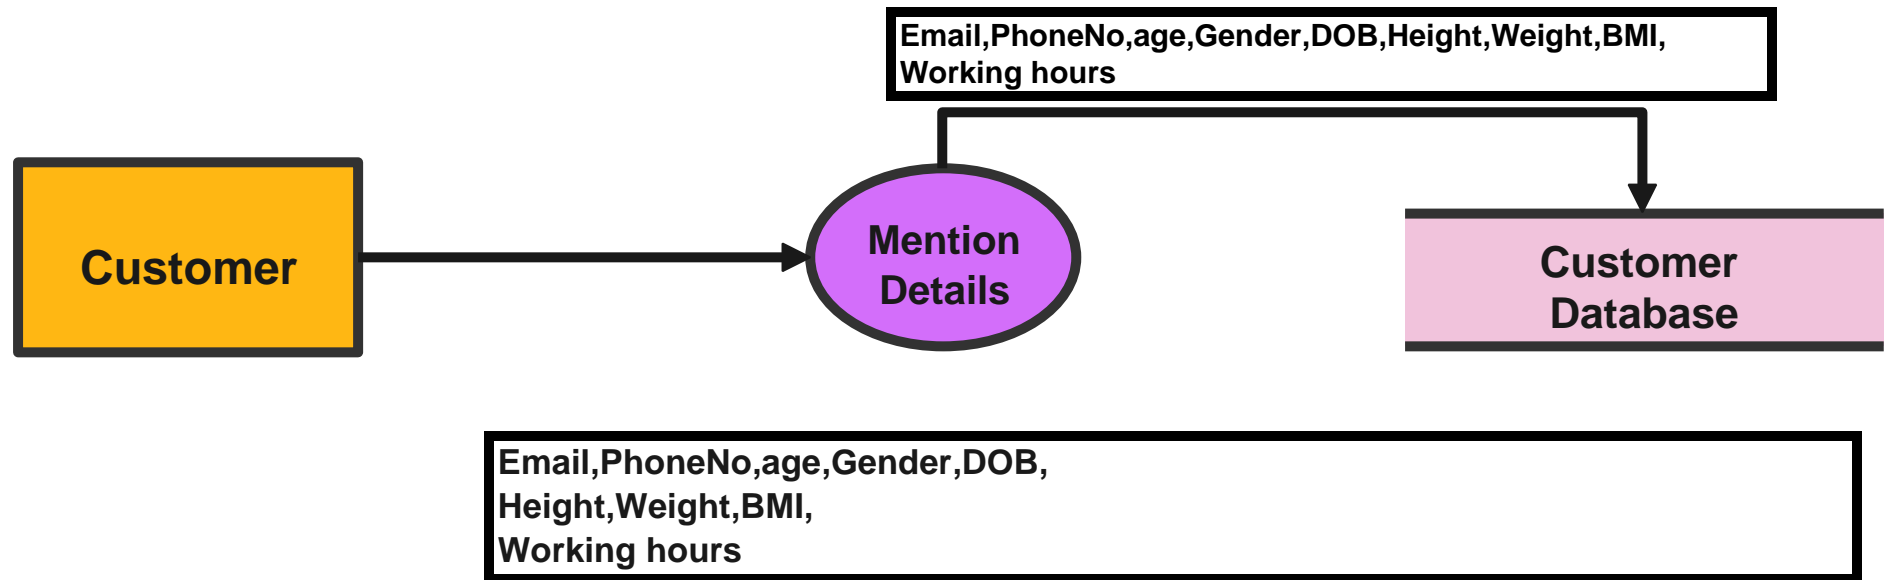 Email,PhoneNo,age,Gender,DOB,Height,Weight,BMI,
Working hours
Customer
Mention
Details
Customer
Database
Email,PhoneNo,age,Gender,DOB,
Height,Weight,BMI,
Working hours